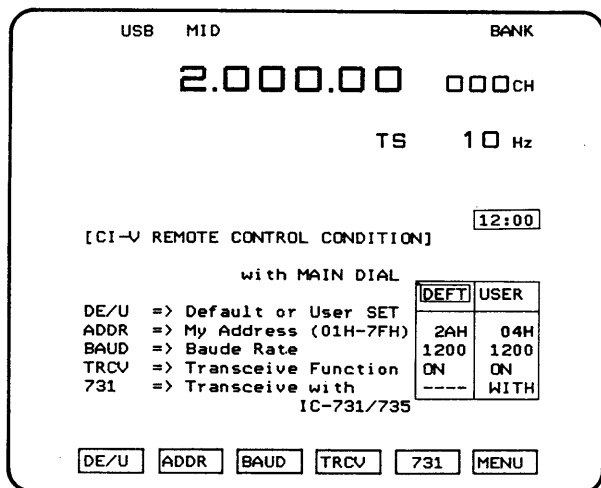 USB MID BANK
2.000.00 000CH
TS 10 Hz
12:00
[CI-V REMOTE CONTROL CONDITION]
with MAIN DIAL
DEFT USER
DE/U => Default or User SET
ADDR => My Address (01H-7FH) 2AH 04H
BAUD => Baude Rate 1200 1200
TRCV => Transceive Function ON ON
731 => Transceive with ---- WITH
IC-731/735
DE/U ADDR BAUD TRCV 731 MENU